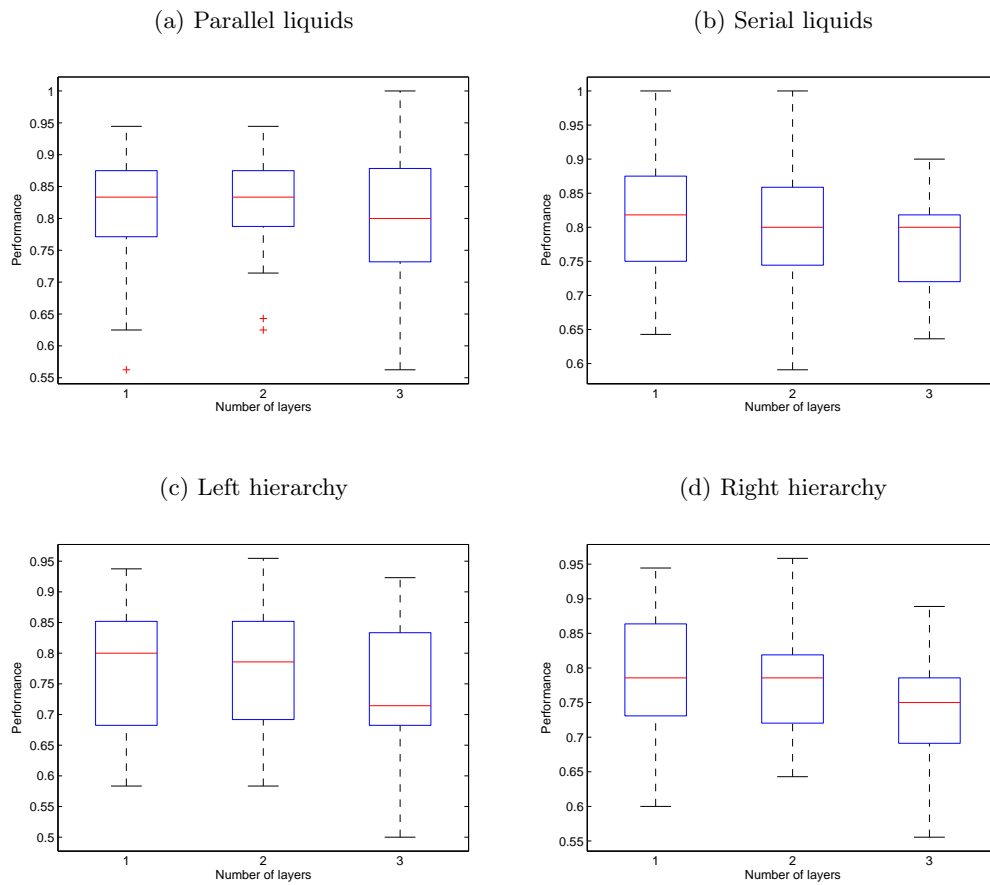 (a) Parallel liquids
1
0.95
0.9
0.85
0.8
0.75
0.7
0.65
0.6
0.55
Performance
1 2 3
Number of layers
(b) Serial liquids
1
0.95
0.9
0.85
0.8
0.75
0.7
0.65
0.6
Performance
1 2 3
Number of layers
(c) Left hierarchy
0.95
0.9
0.85
0.8
0.75
0.7
0.65
0.6
0.55
0.5
Performance
1 2 3
Number of layers
(d) Right hierarchy
0.95
0.9
0.85
0.8
0.75
0.7
0.65
0.6
0.55
Performance
1 2 3
Number of layers